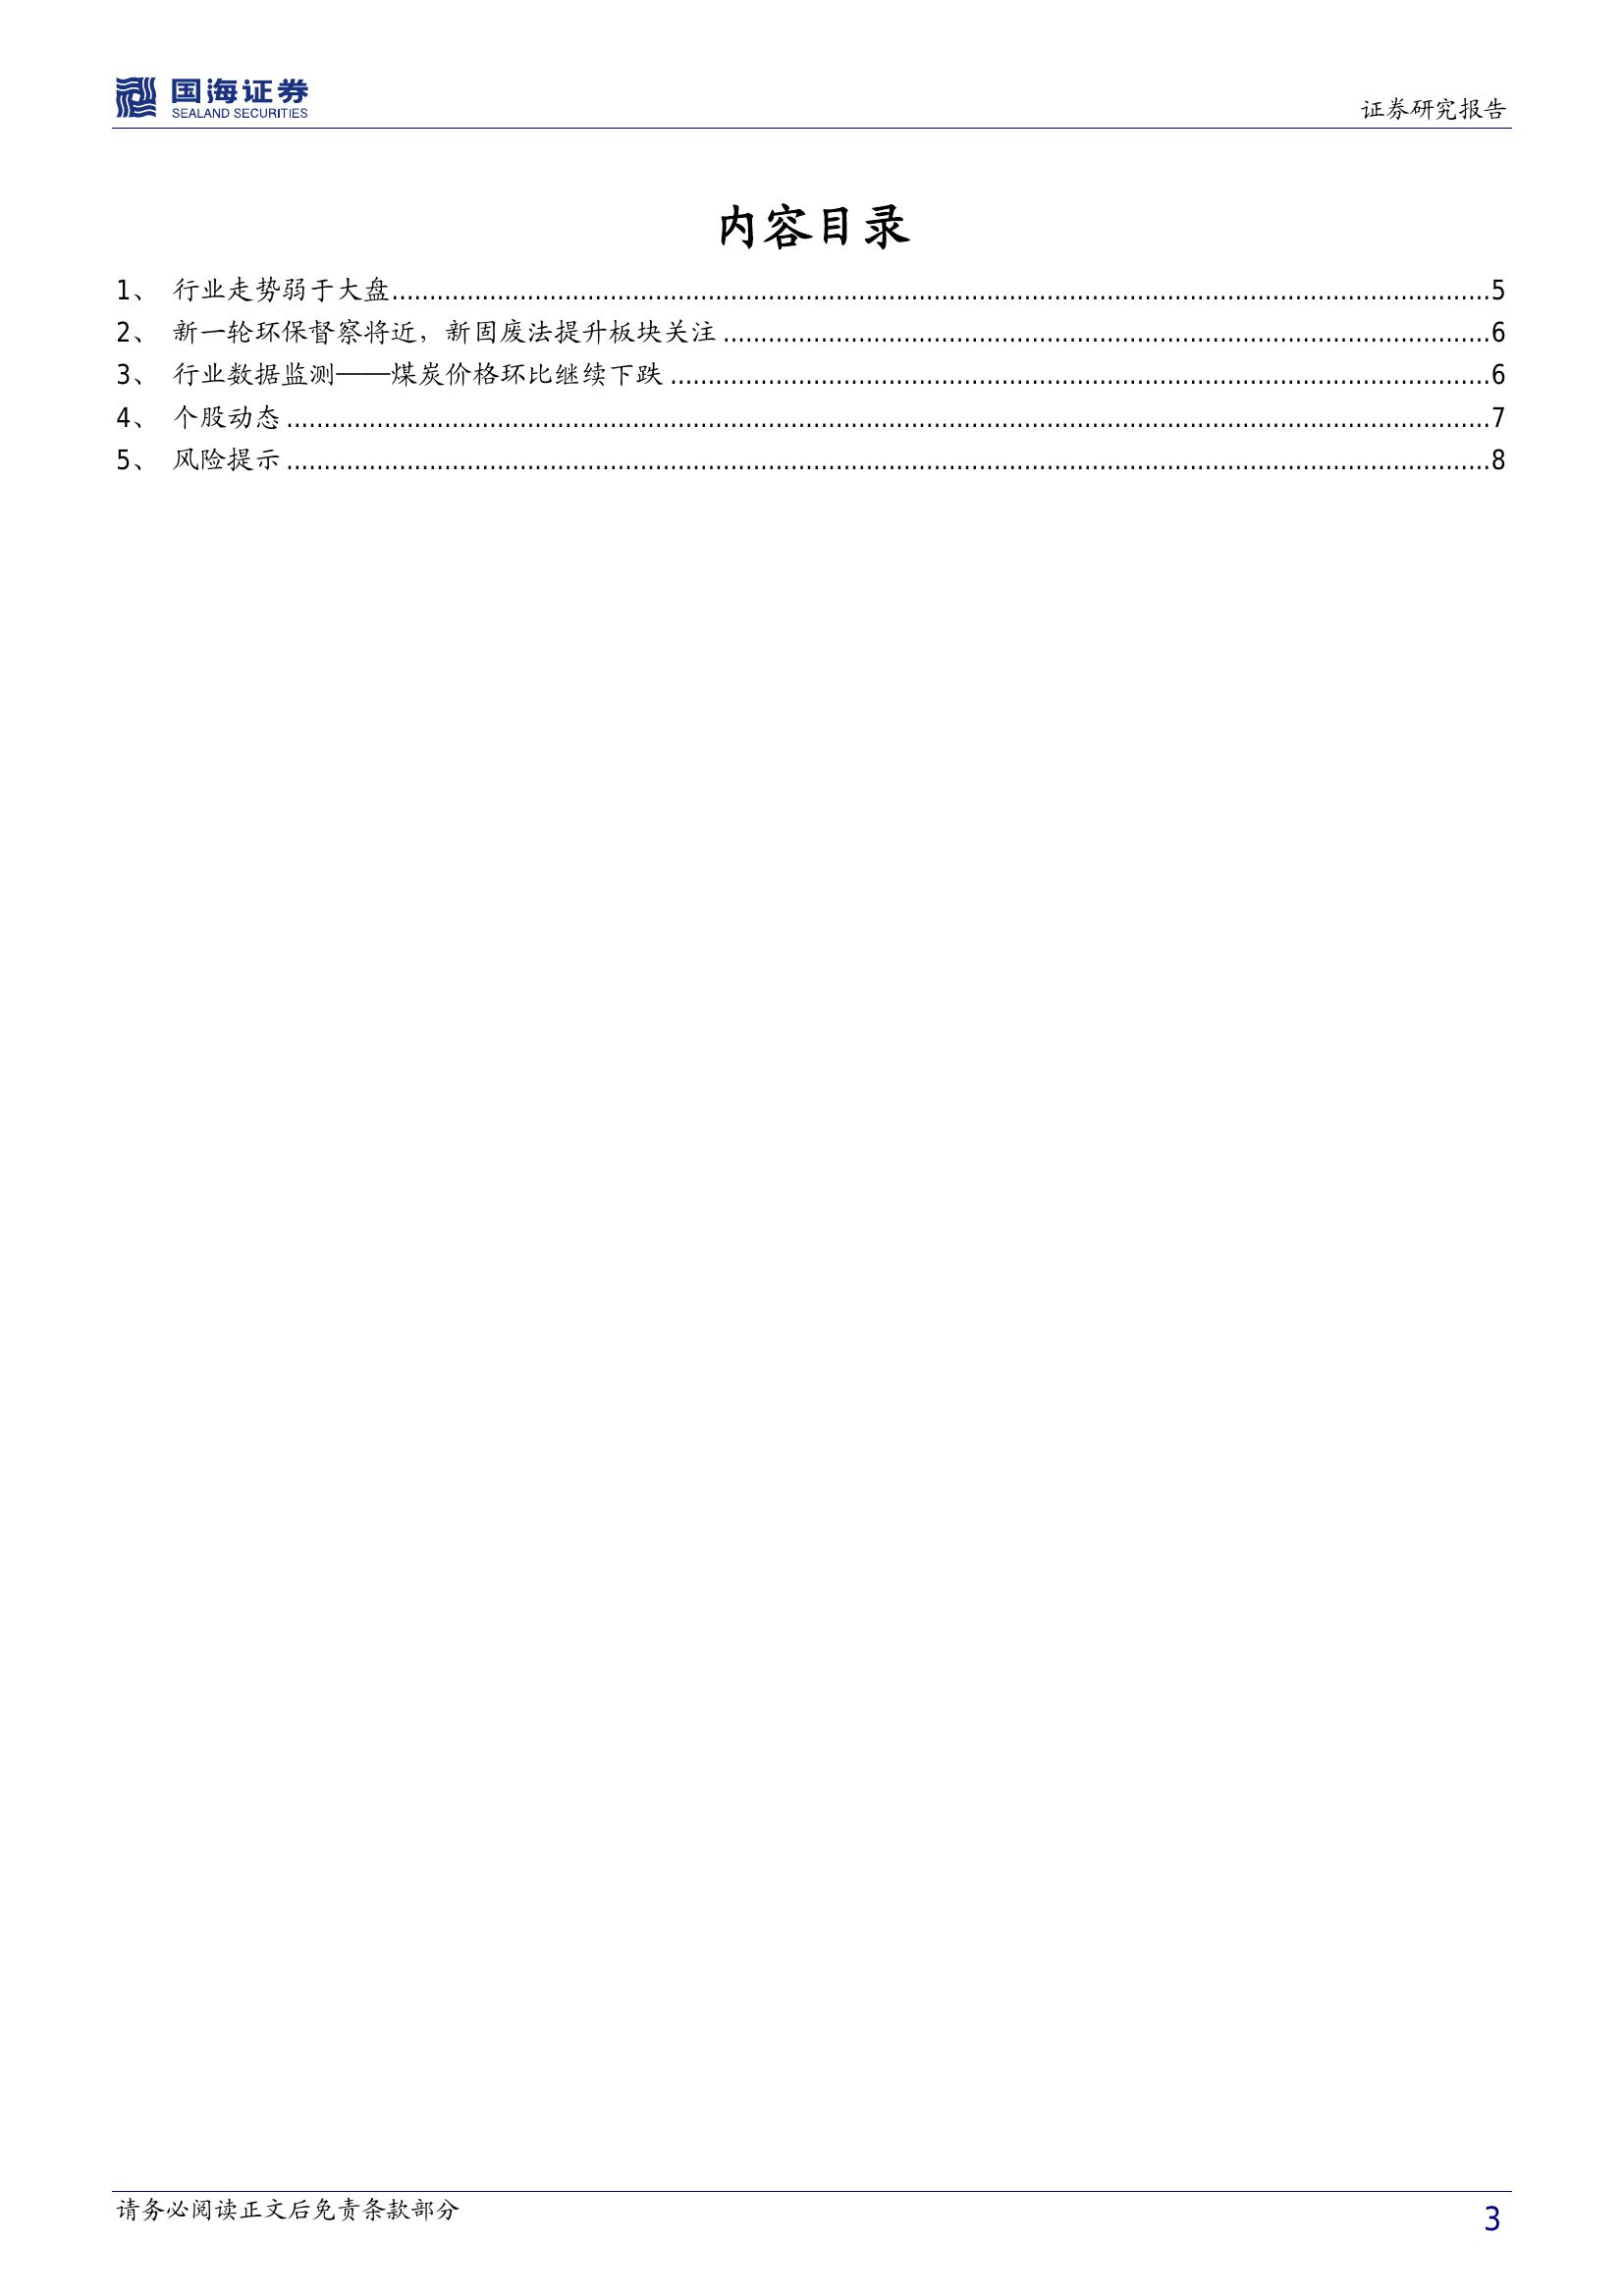 国海证券
SEALAND SECURITIES
证券研究报告
内容目录
1、 行业走势弱于大盘........................................5
2、 新一轮环保督察将近，新固废法提升板块关注........................................6
3、 行业数据监测——煤炭价格环比继续下跌........................................6
4、 个股动态........................................7
5、 风险提示........................................8
请务必阅读正文后免责条款部分
3